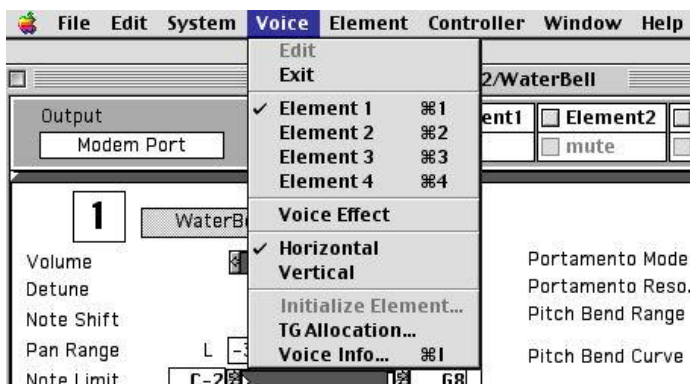 File Edit System Voice Element Controller Window Help
Edit
Exit
2/WaterBell
Output
Modem Port
Element 1 ⌘1
Element 2 ⌘2
Element 3 ⌘3
Element 4 ⌘4
ent1 Element2
mute
Voice Effect
1
WaterB
Horizontal
Vertical
Initialize Element...
TG Allocation...
Voice Info... ⌘I
Volume
Detune
Note Shift
Pan Range L -3
Note Limit C-2 G8
Portamento Mode
Portamento Reso.
Pitch Bend Range
Pitch Bend Curve